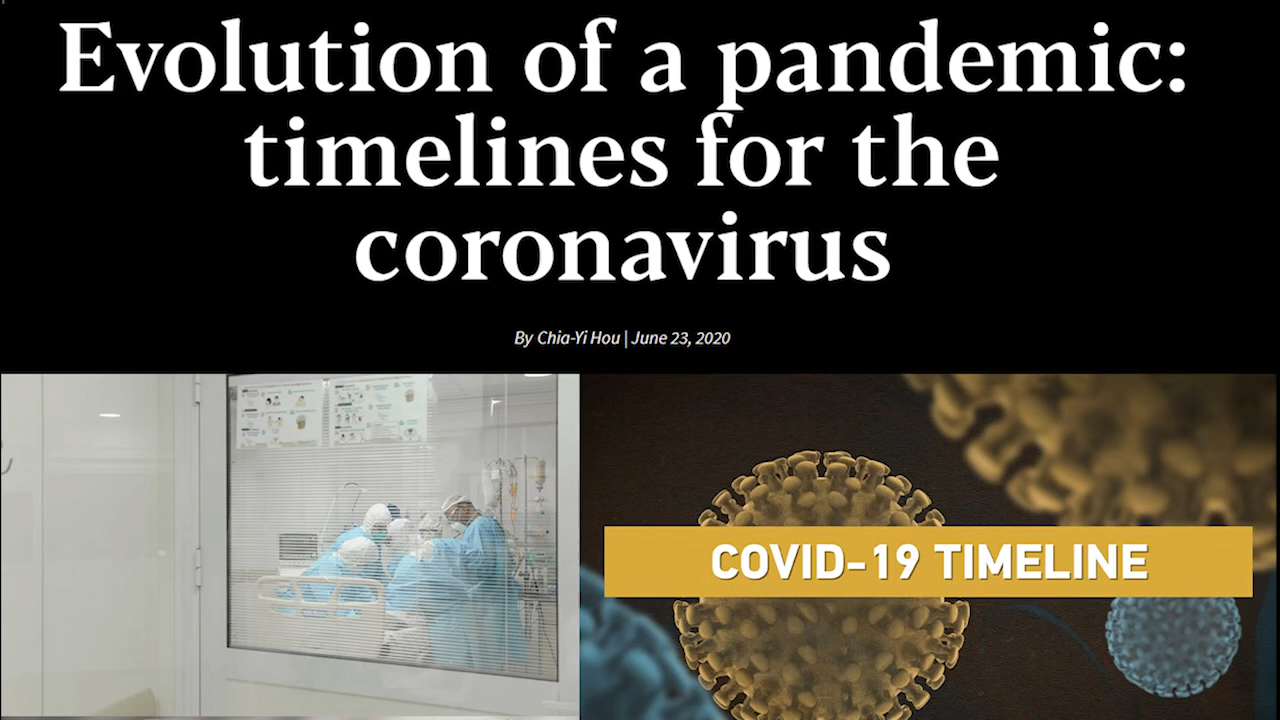 Evolution of a pandemic:
timelines for the
coronavirus
By Chia-Yi Hou | June 23, 2020
COVID-19 TIMELINE